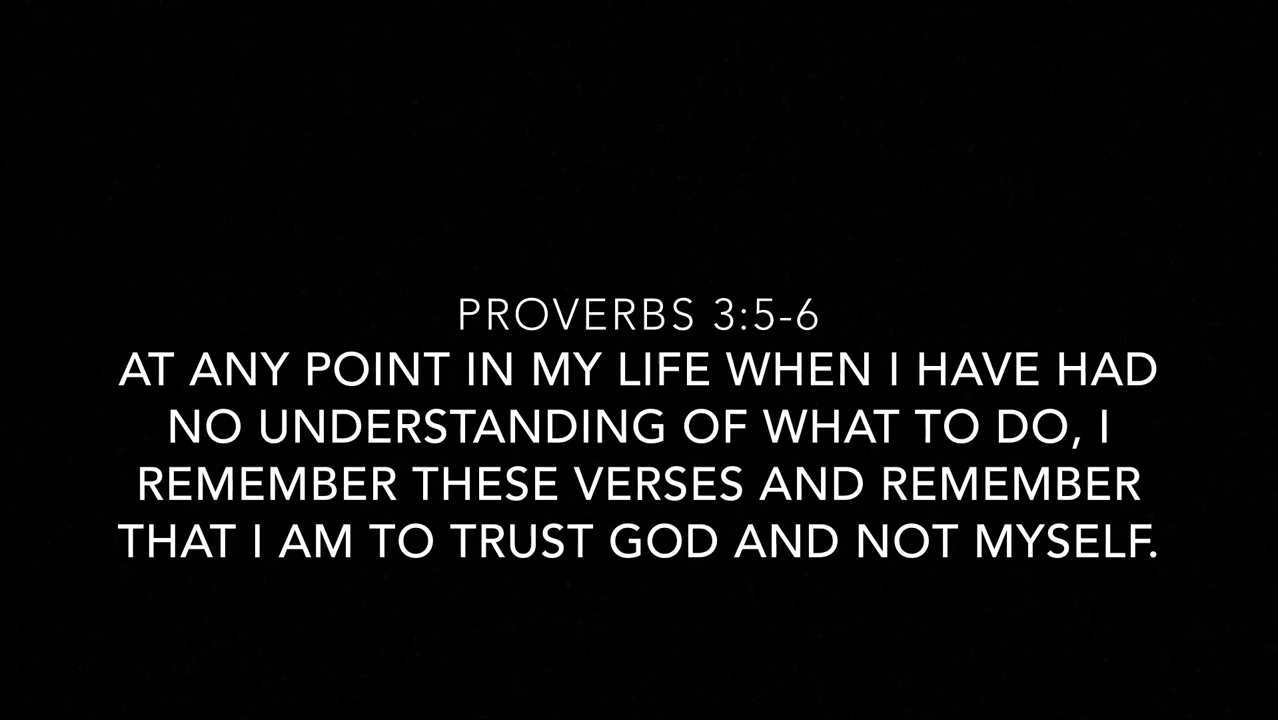 PROVERBS 3:5-6
AT ANY POINT IN MY LIFE WHEN I HAVE HAD
NO UNDERSTANDING OF WHAT TO DO, I
REMEMBER THESE VERSES AND REMEMBER
THAT I AM TO TRUST GOD AND NOT MYSELF.